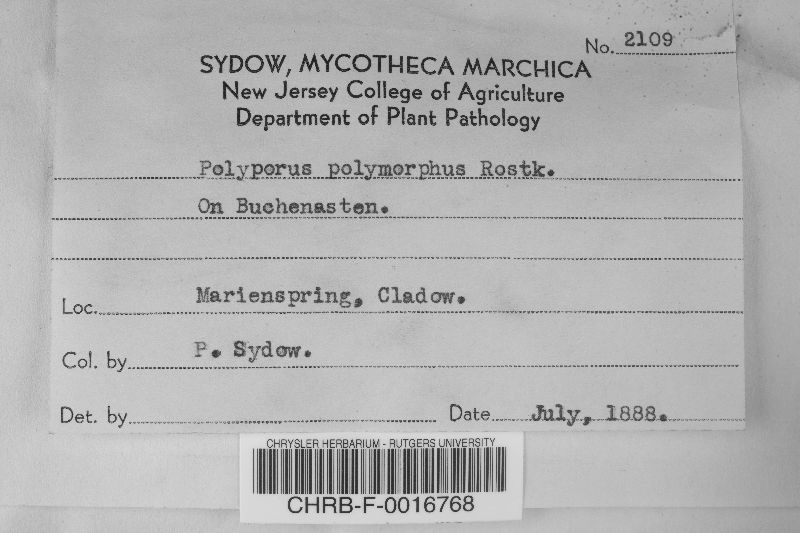 No. 2109
SYDOW, MYCOTHECA MARCHICA
New Jersey College of Agriculture
Department of Plant Pathology
Polyporus polymorphus Rostk.
On Buchenasten.
Loc. Marienspring, Cladow.
Col. by P. Sydow.
Det. by Date July, 1888.
CHRYSLER HERBARIUM - RUTGERS UNIVERSITY
CHRB-F-0016768